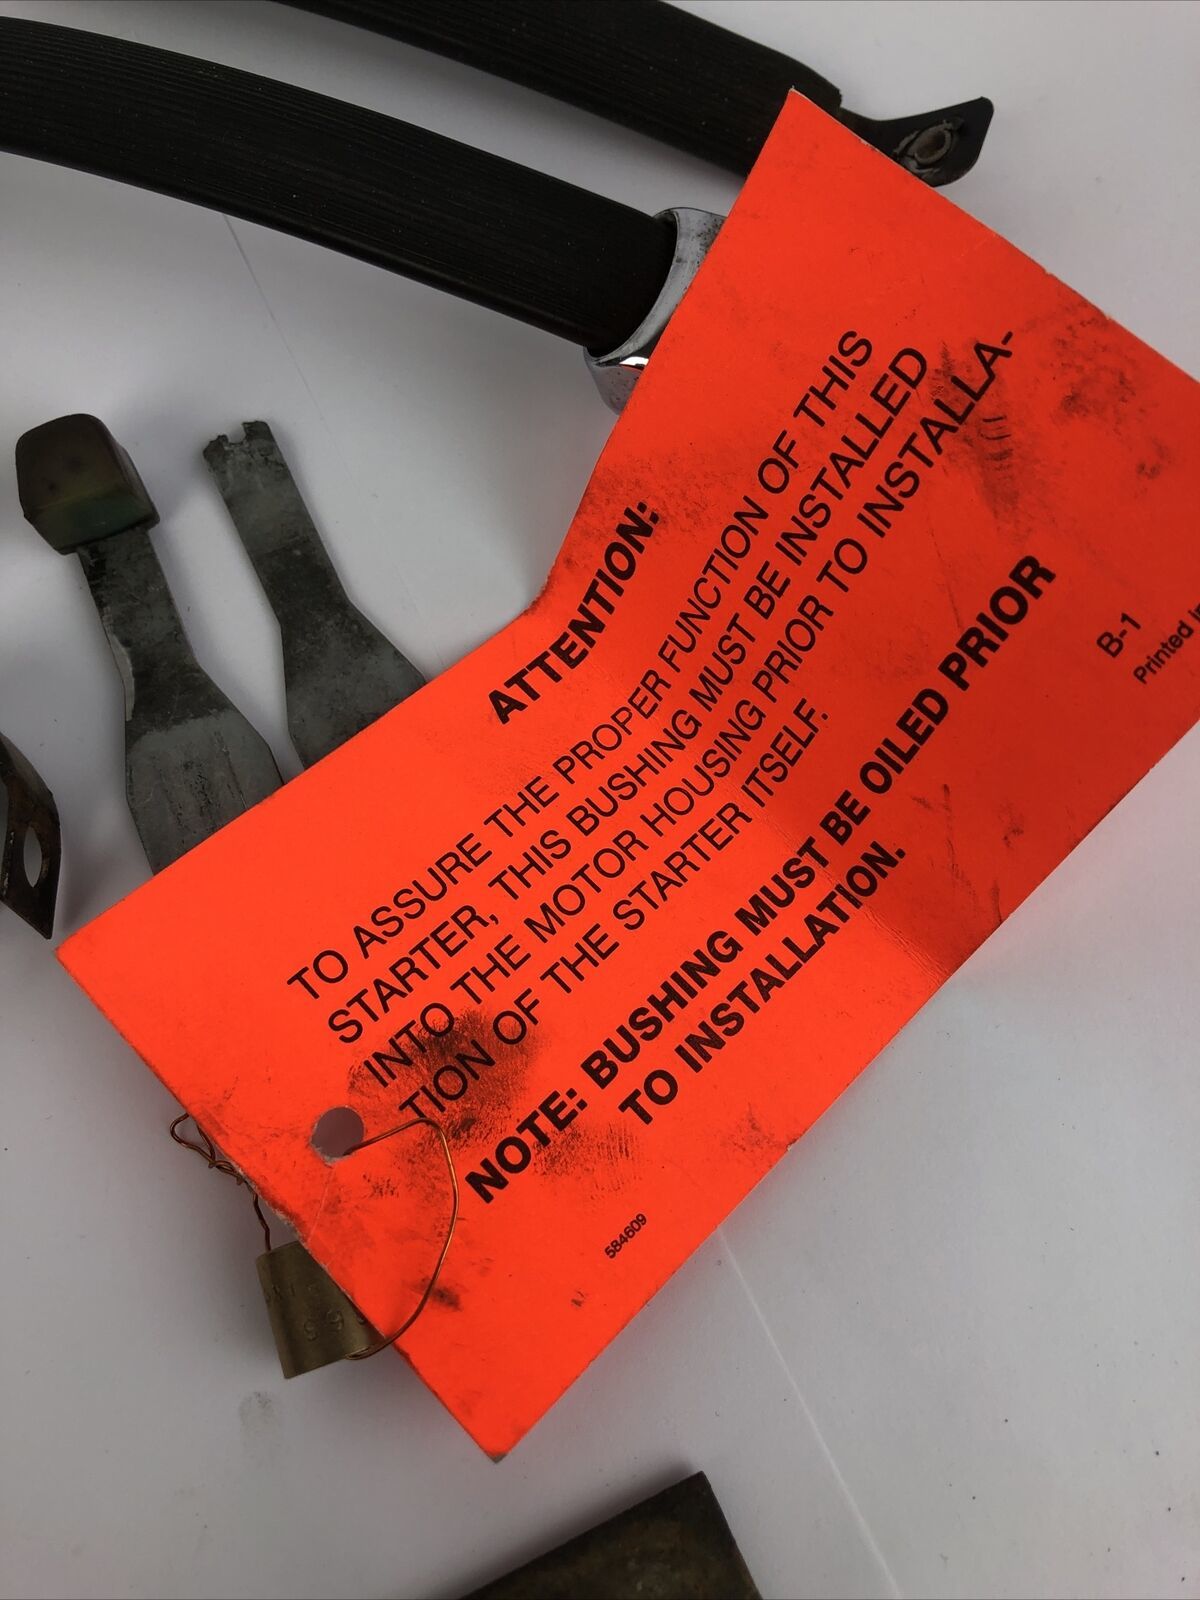 ATTENTION:
TO ASSURE THE PROPER FUNCTION OF THIS
STARTER, THIS BUSHING MUST BE INSTALLED
INTO THE MOTOR HOUSING PRIOR TO INSTALLA-
TION OF THE STARTER ITSELF.
NOTE: BUSHING MUST BE OILED PRIOR
TO INSTALLATION.
584609
B-1
Printed